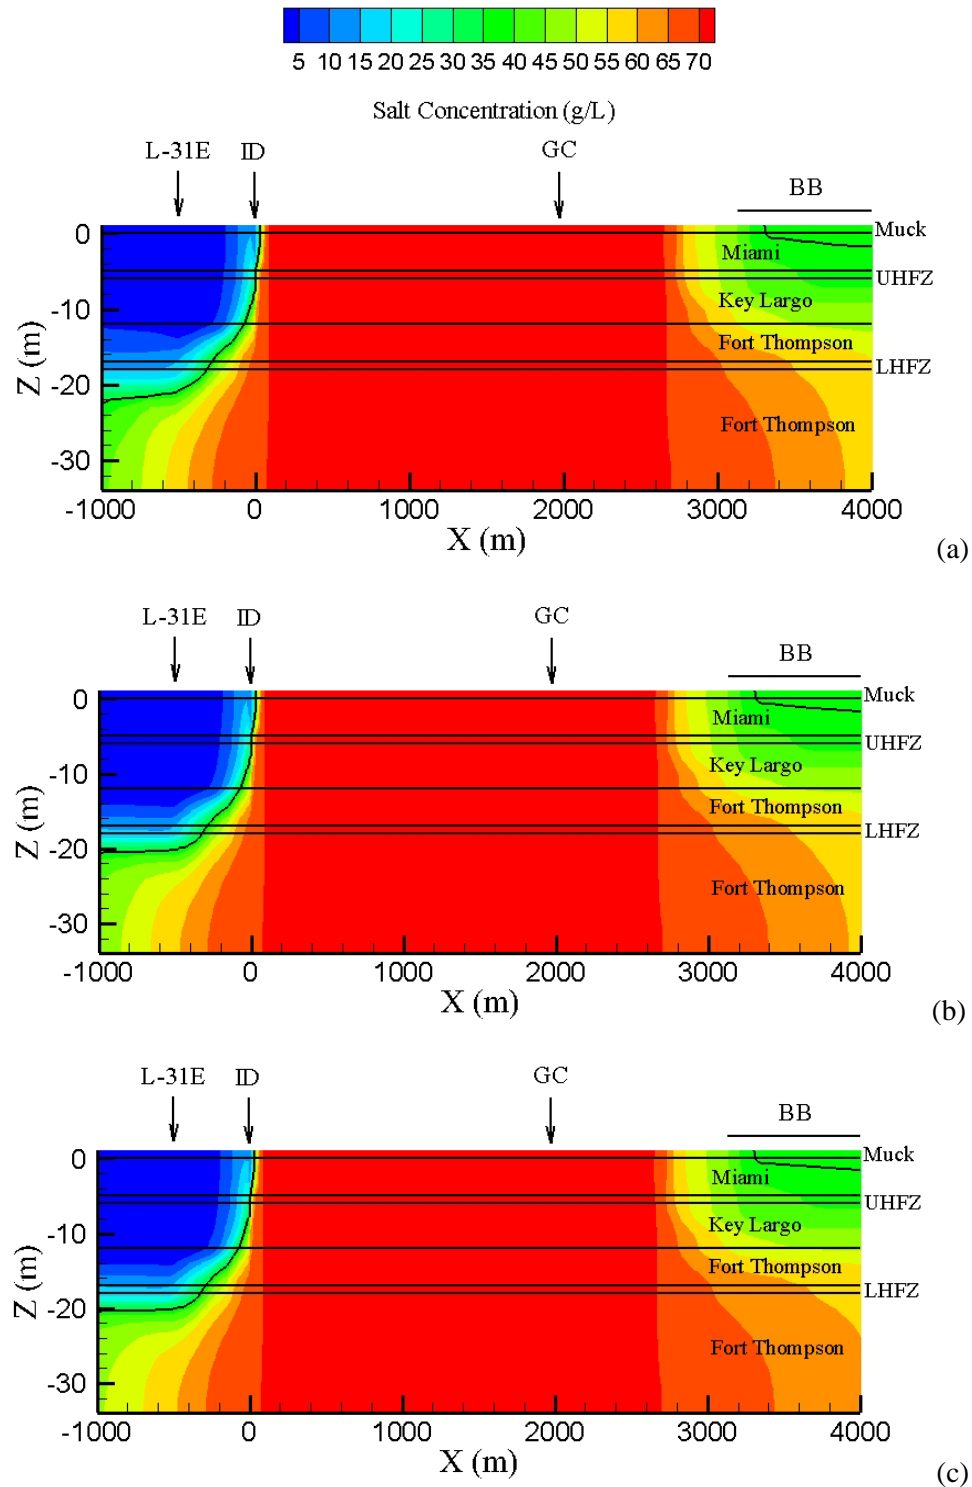 5 10 15 20 25 30 35 40 45 50 55 60 65 70
Salt Concentration (g/L)
L-31E ID GC BB
0 Muck
Miami
UHFZ
-10 Key Largo
Fort Thompson
LHFZ
-20
Fort Thompson
-30
Z (m)
-1000 0 1000 2000 3000 4000
X (m)
(a)
L-31E ID GC BB
0 Muck
Miami
UHFZ
-10 Key Largo
Fort Thompson
LHFZ
-20
Fort Thompson
-30
Z (m)
-1000 0 1000 2000 3000 4000
X (m)
(b)
L-31E ID GC BB
0 Muck
Miami
UHFZ
-10 Key Largo
Fort Thompson
LHFZ
-20
Fort Thompson
-30
Z (m)
-1000 0 1000 2000 3000 4000
X (m)
(c)